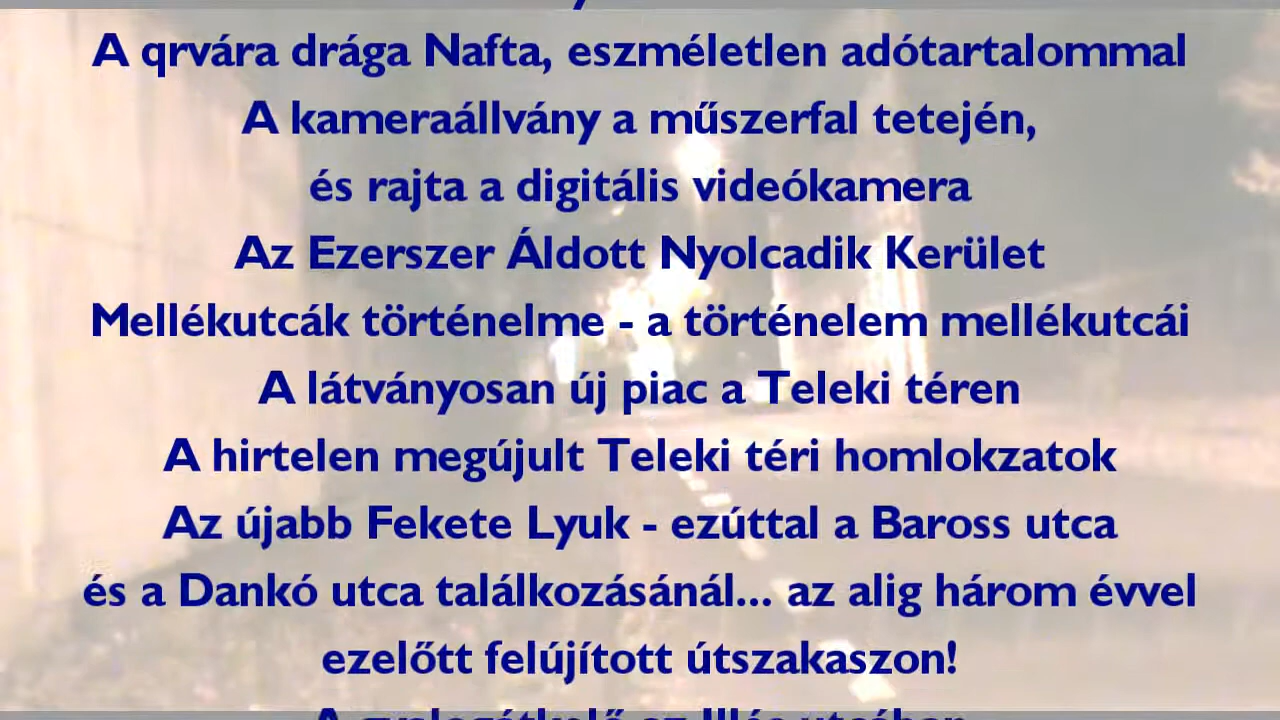 A qrvára drága Nafta, eszméletlen adótartalommal
A kameraállvány a műszerfal tetején,
és rajta a digitális videókamera
Az Ezerszer Áldott Nyolcadik Kerület
Mellékutcák történelme - a történelem mellékutcái
A látványosan új piac a Teleki téren
A hirtelen megújult Teleki téri homlokzatok
Az újabb Fekete Lyuk - ezúttal a Baross utca
és a Dankó utca találkozásánál... az alig három évvel
ezelőtt felújított útszakaszon!